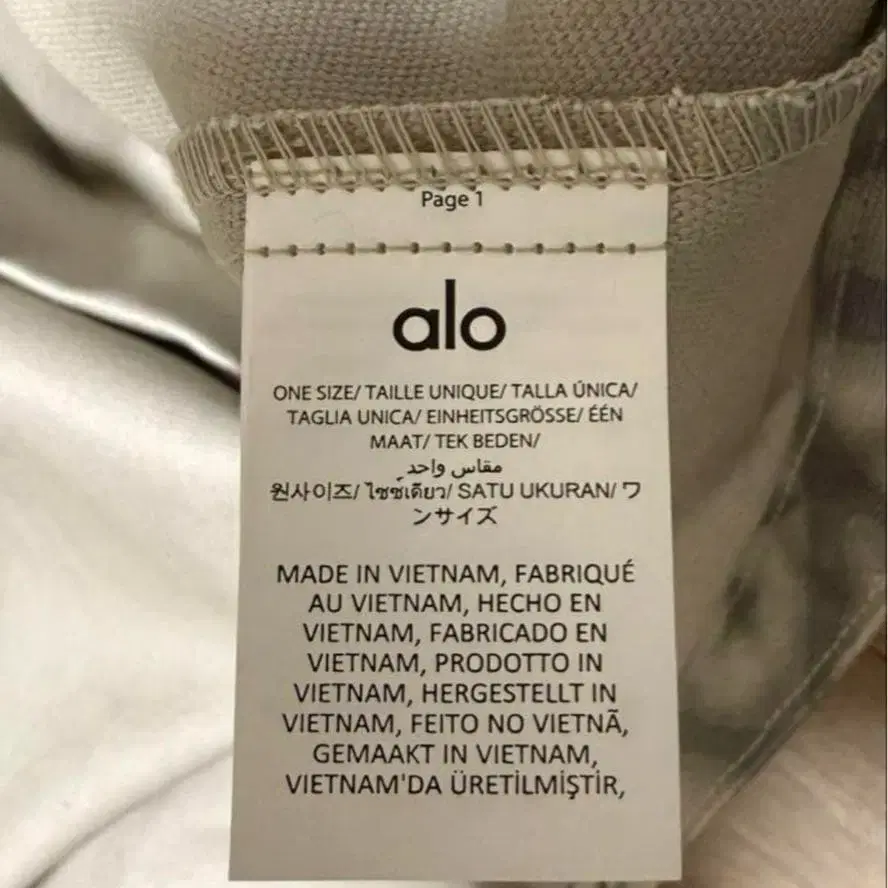 Page 1
alo
ONE SIZE/ TAILLE UNIQUE/ TALLA ÚNICA/
TAGLIA UNICA/ EINHEITSGRÖSSE/ ÉÉN
MAAT/ TEK BEDEN/
مقاس واحد
원사이즈/ ไซซ์เดียว/ SATU UKURAN/ ワ
ンサイズ
MADE IN VIETNAM, FABRIQUÉ
AU VIETNAM, HECHO EN
VIETNAM, FABRICADO EN
VIETNAM, PRODOTTO IN
VIETNAM, HERGESTELLT IN
VIETNAM, FEITO NO VIETNÃ,
GEMAAKT IN VIETNAM,
VIETNAM'DA ÜRETİLMİŞTİR,